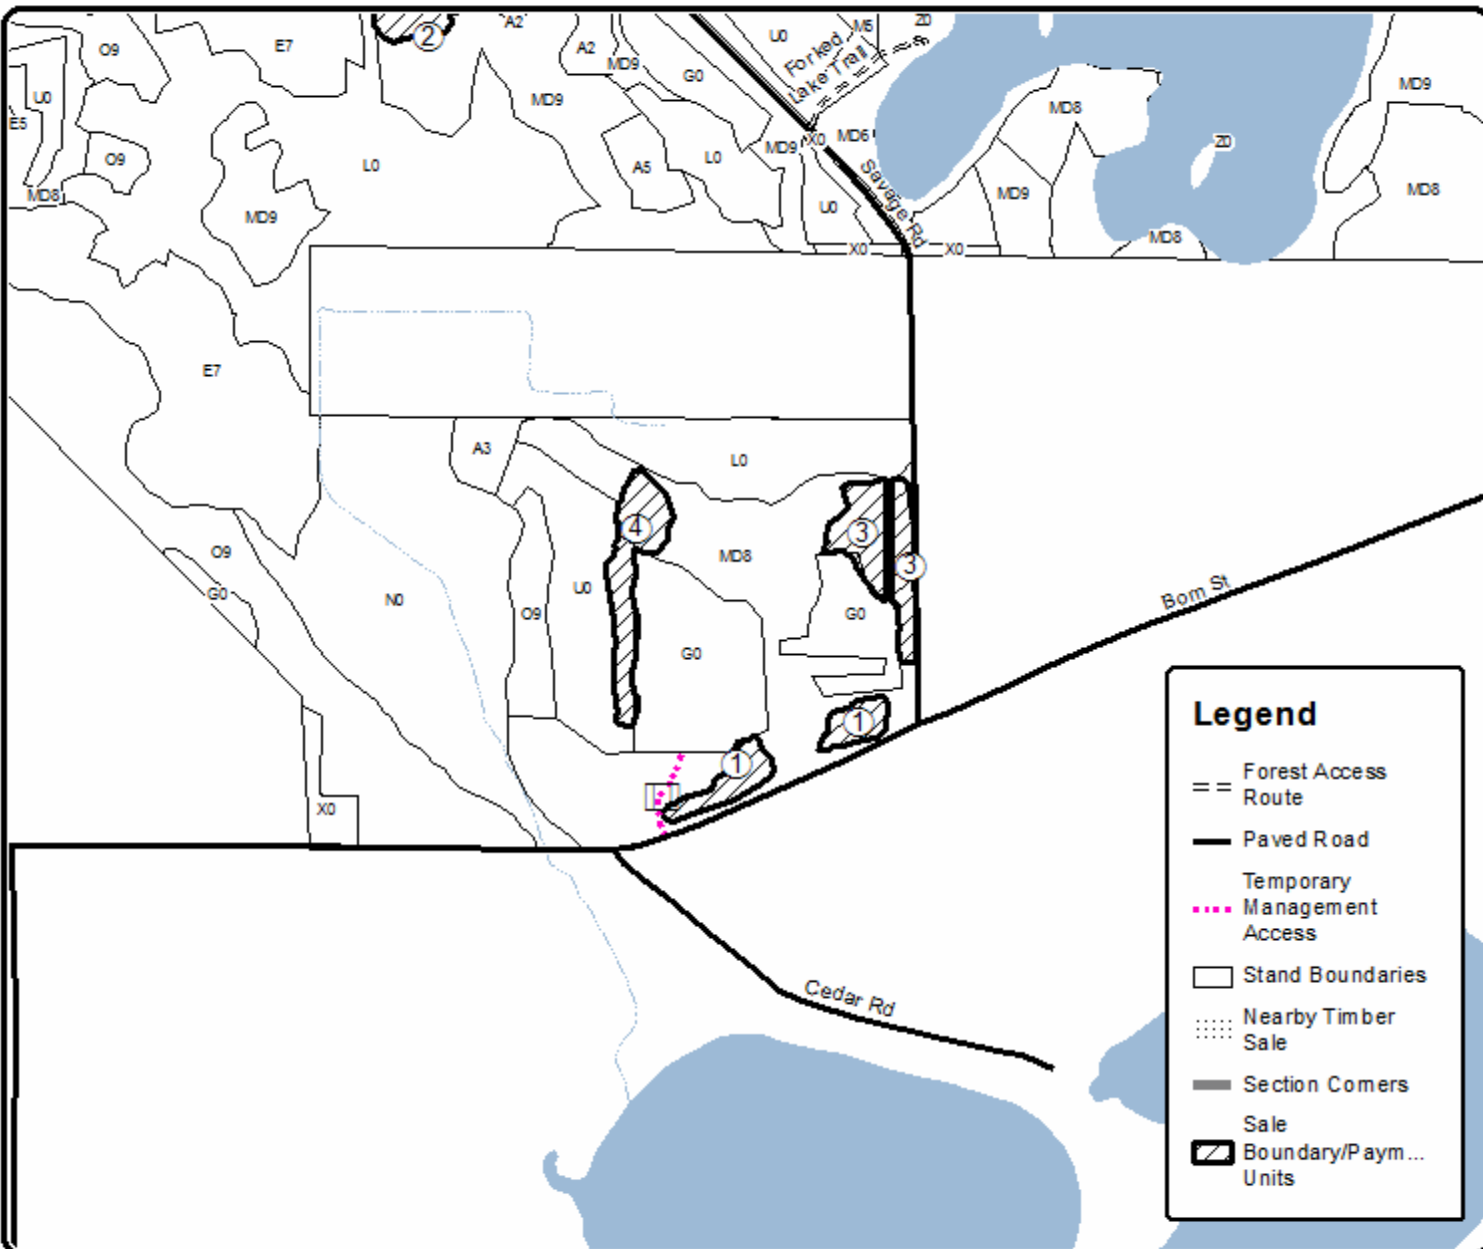 2
A2
Z0
O9
E7
A2
U0
M5
MD9
G0
Forked
Lake Trail
MD9
U0
MD9
MD8
E5
X0
MD6
Z0
O9
L0
A5
L0
MD9
MD8
MD8
MD9
MD9
U0
Savage Rd
MD8
X0
X0
E7
A3
L0
4
3
O9
MD8
3
G0
N0
O9
U0
G0
G0
Born St
1
1
X0
Cedar Rd
Legend
Forest Access
Route
Paved Road
Temporary
Management
Access
Stand Boundaries
Nearby Timber
Sale
Section Corners
Sale
Boundary/Paym...
Units